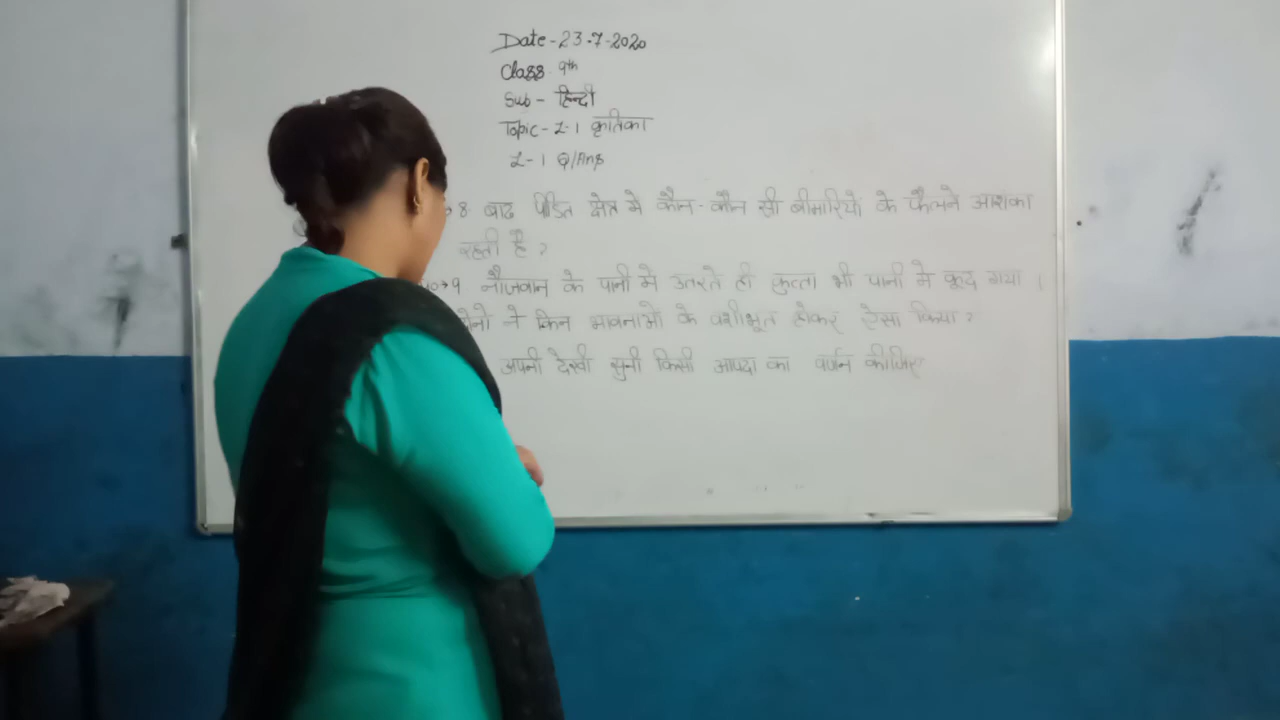 Date - 23-7-2020
Class 9th
Sub - हिन्दी
Topic - L-1 कृतिका
L-1 Q/Ans
→8 बाढ पीडित क्षेत्र मे कौन-कौन सी बीमारियो के फैलने आशंका
रहती है ?
→9 नौजवान के पानी मे उतरते ही कुत्ता भी पानी मे कूद गया ।
ने किन भावनाओं के वशीभूत होकर ऐसा किया ?
अपनी देखी सुनी किसी आपदा का वर्णन कीजिए